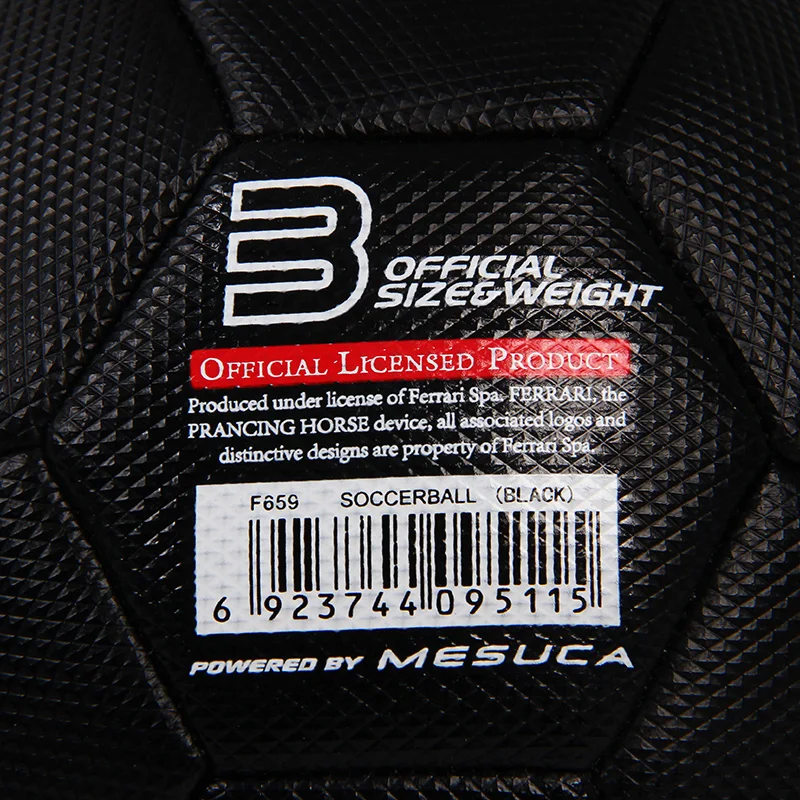 3
OFFICIAL
SIZE&WEIGHT
OFFICIAL LICENSED PRODUCT
Produced under license of Ferrari Spa. FERRARI, the
PRANCING HORSE device, all associated logos and
distinctive designs are property of Ferrari Spa.
F659 SOCCERBALL (BLACK)
6 923744 095115
POWERED BY MESUCA